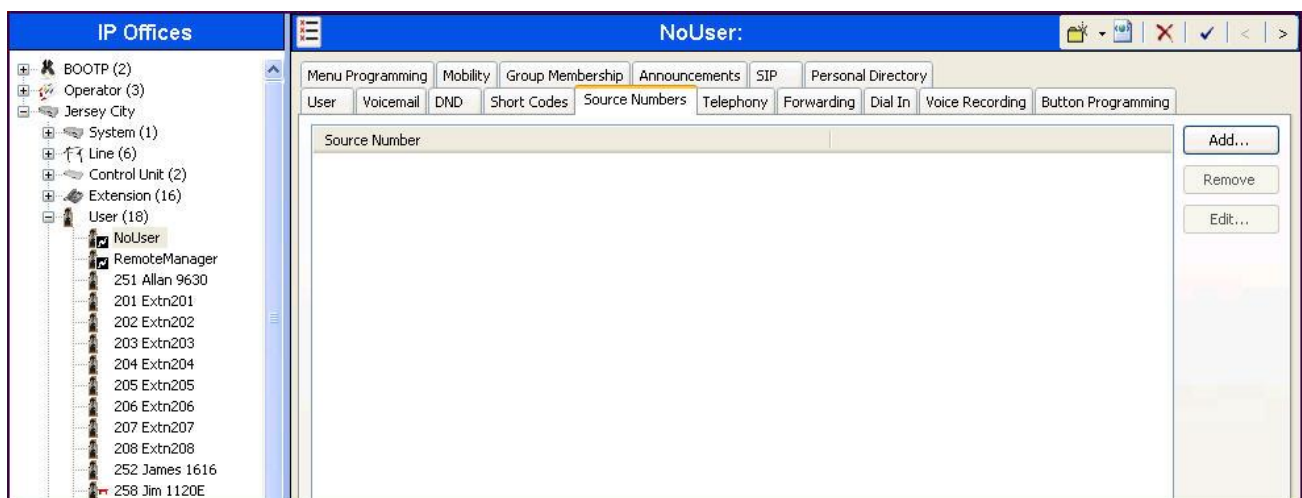 IP Offices
BOOTP (2)
Operator (3)
Jersey City
System (1)
Line (6)
Control Unit (2)
Extension (16)
User (18)
NoUser
RemoteManager
251 Allan 9630
201 Extn201
202 Extn202
203 Extn203
204 Extn204
205 Extn205
206 Extn206
207 Extn207
208 Extn208
252 James 1616
258 Jim 1120E
NoUser:
Menu Programming Mobility Group Membership Announcements SIP Personal Directory
User Voicemail DND Short Codes Source Numbers Telephony Forwarding Dial In Voice Recording Button Programming
Source Number
Add...
Remove
Edit...